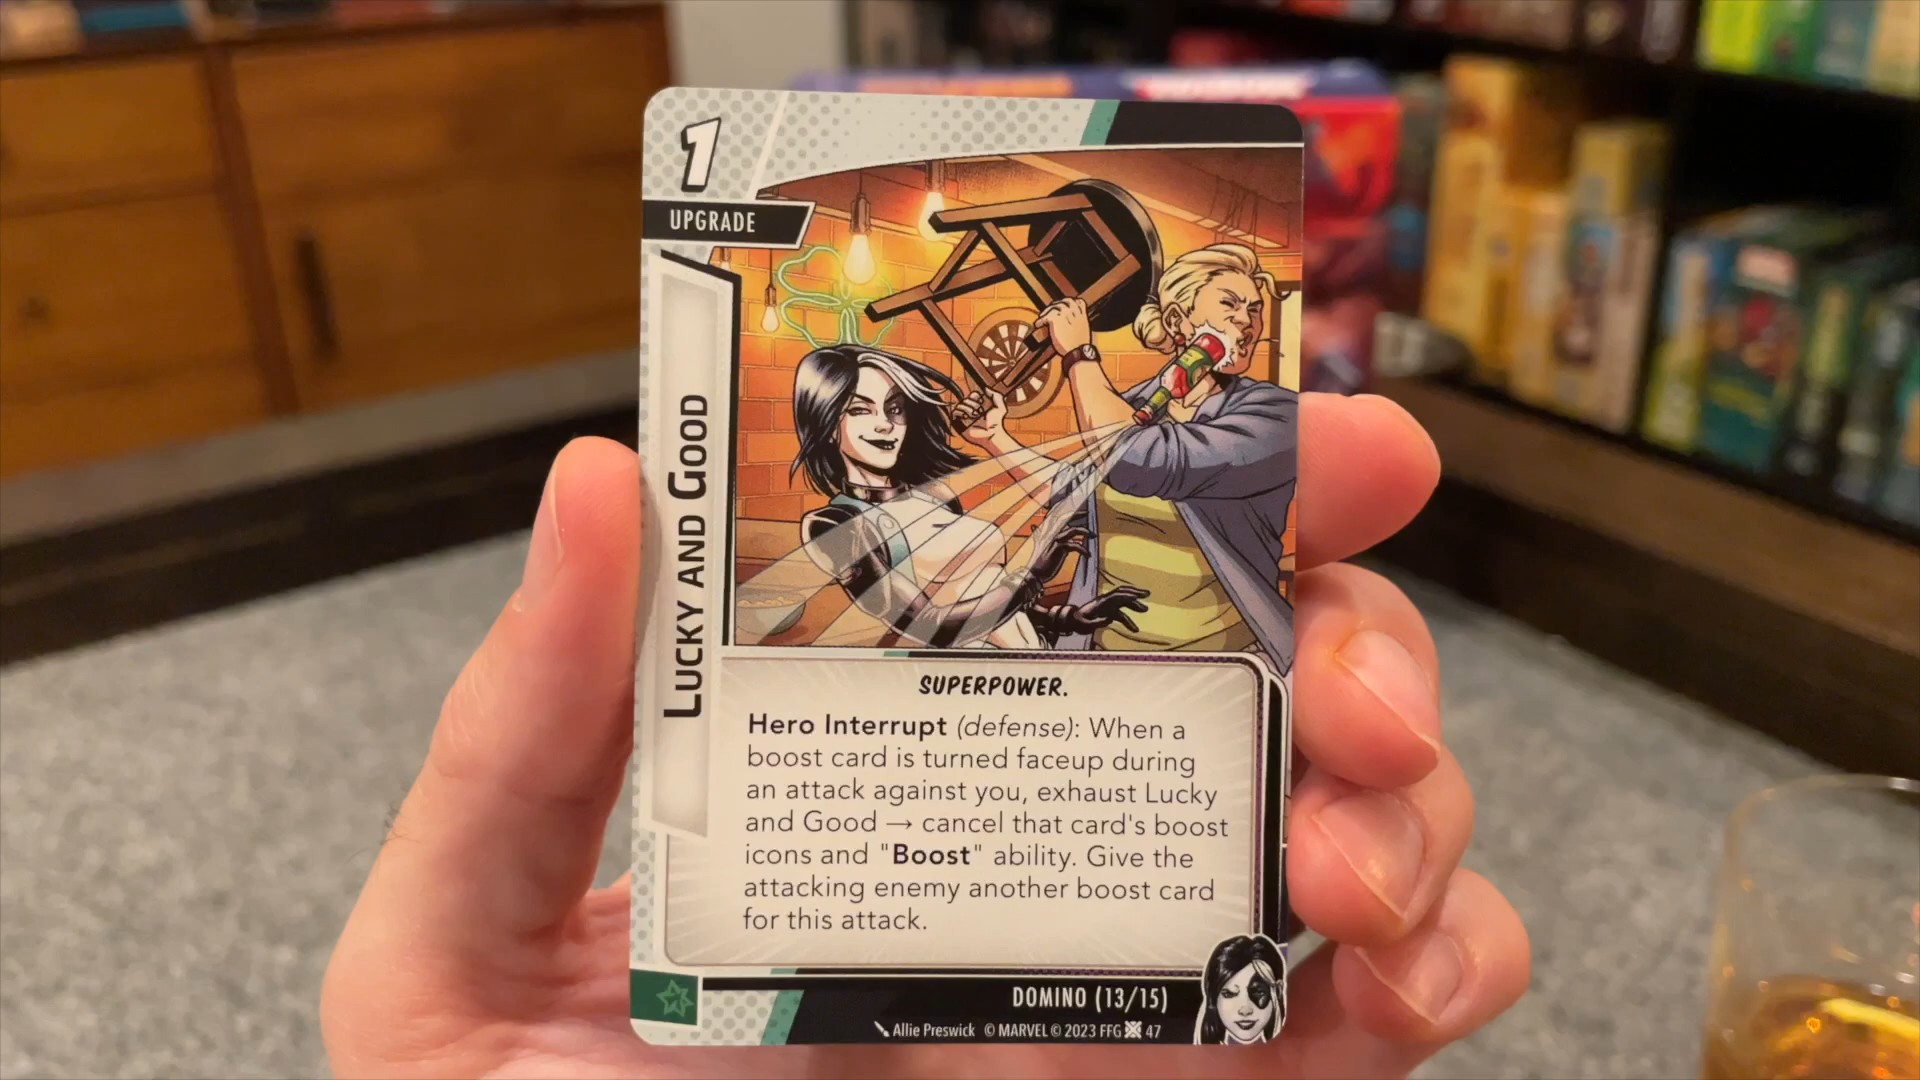 1
UPGRADE
LUCKY AND GOOD
SUPERPOWER.
Hero Interrupt (defense): When a
boost card is turned faceup during
an attack against you, exhaust Lucky
and Good → cancel that card's boost
icons and "Boost" ability. Give the
attacking enemy another boost card
for this attack.
DOMINO (13/15)
Allie Preswick © MARVEL © 2023 FFG 47